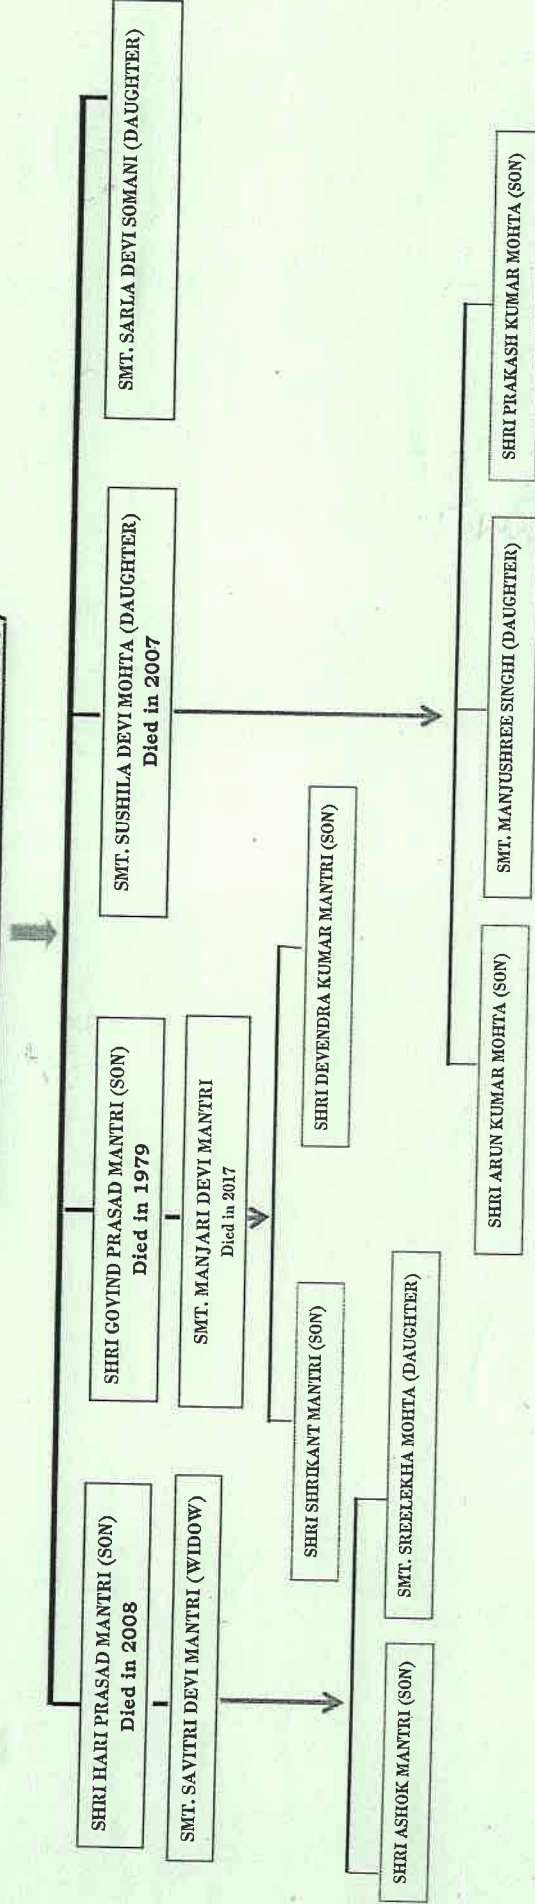 SHRI HARI PRASAD MANTRI (SON)
Died in 2008
SHRI GOVIND PRASAD MANTRI (SON)
Died in 1979
SMT. SUSHILA DEVI MOHTA (DAUGHTER)
Died in 2007
SMT. SARLA DEVI SOMANI (DAUGHTER)
SMT. SAVITRI DEVI MANTRI (WIDOW)
SMT. MANJARI DEVI MANTRI
Died in 2017
SHRI SHRIKANT MANTRI (SON)
SHRI DEVENDRA KUMAR MANTRI (SON)
SHRI ASHOK MANTRI (SON)
SMT. SREELEKHA MOHTA (DAUGHTER)
SHRI ARUN KUMAR MOHTA (SON)
SMT. MANJUSHREE SINGHI (DAUGHTER)
SHRI PRAKASH KUMAR MOHTA (SON)